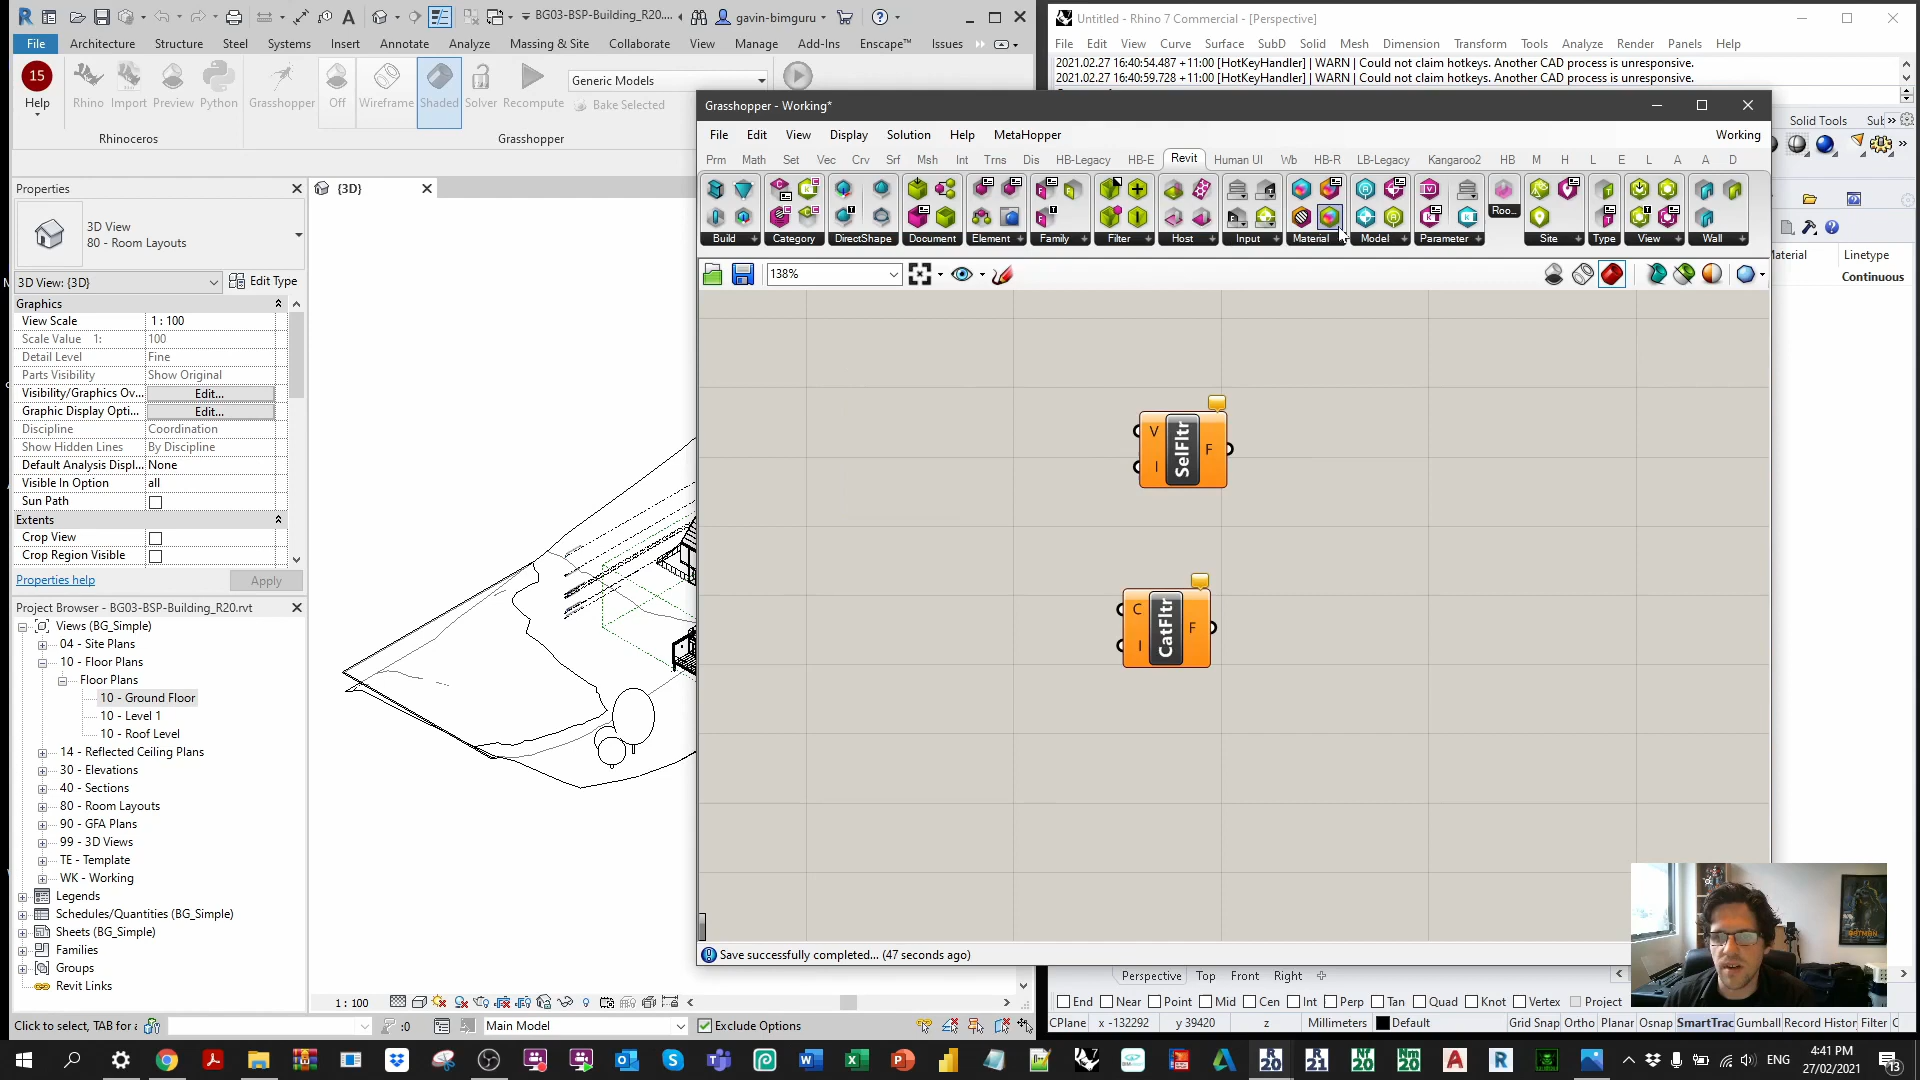 BG03-BSP-Building_R20....
gavin-bimguru
File Architecture Structure Steel Systems Insert Annotate Analyze Massing & Site Collaborate View Manage Add-Ins Enscape™ Issues
15
Help
Rhino Import Preview Python Grasshopper Off Wireframe Shaded Solver Recompute
Generic Models
Bake Selected
Rhinoceros
Grasshopper
Properties
3D View
80 - Room Layouts
3D View: {3D}
Edit Type
Graphics
View Scale 1 : 100
Scale Value 1: 100
Detail Level Fine
Parts Visibility Show Original
Visibility/Graphics Ov... Edit...
Graphic Display Opti... Edit...
Discipline Coordination
Show Hidden Lines By Discipline
Default Analysis Displ... None
Visible In Option all
Sun Path
Extents
Crop View
Crop Region Visible
Properties help
Apply
Project Browser - BG03-BSP-Building_R20.rvt
Views (BG_Simple)
04 - Site Plans
10 - Floor Plans
Floor Plans
10 - Ground Floor
10 - Level 1
10 - Roof Level
14 - Reflected Ceiling Plans
30 - Elevations
40 - Sections
80 - Room Layouts
90 - GFA Plans
99 - 3D Views
TE - Template
WK - Working
Legends
Schedules/Quantities (BG_Simple)
Sheets (BG_Simple)
Families
Groups
Revit Links
{3D}
1 : 100
Click to select, TAB for a
:0
Main Model
Exclude Options
Untitled - Rhino 7 Commercial - [Perspective]
File Edit View Curve Surface SubD Solid Mesh Dimension Transform Tools Analyze Render Panels Help
2021.02.27 16:40:54.487 +11:00 [HotKeyHandler] | WARN | Could not claim hotkeys. Another CAD process is unresponsive.
2021.02.27 16:40:59.728 +11:00 [HotKeyHandler] | WARN | Could not claim hotkeys. Another CAD process is unresponsive.
Solid Tools
Grasshopper - Working*
File Edit View Display Solution Help MetaHopper
Working
Prm Math Set Vec Crv Srf Msh Int Trns Dis HB-Legacy HB-E Revit Human UI Wb HB-R LB-Legacy Kangaroo2 HB M H L E L A A D
Roo...
Build Category DirectShape Document Element Family Filter Host Input Material Model Parameter Site Type View Wall
138%
V
I
SelFltr
F
C
I
CatFltr
F
Save successfully completed... (47 seconds ago)
Material
Linetype
Continuous
Perspective Top Front Right
End Near Point Mid Cen Int Perp Tan Quad Knot Vertex Project
CPlane x -132292 y 39420 z Millimeters Default Grid Snap Ortho Planar Osnap SmartTrac Gumball Record Histor Filter
BATMAN
ENG
4:41 PM
27/02/2021
13